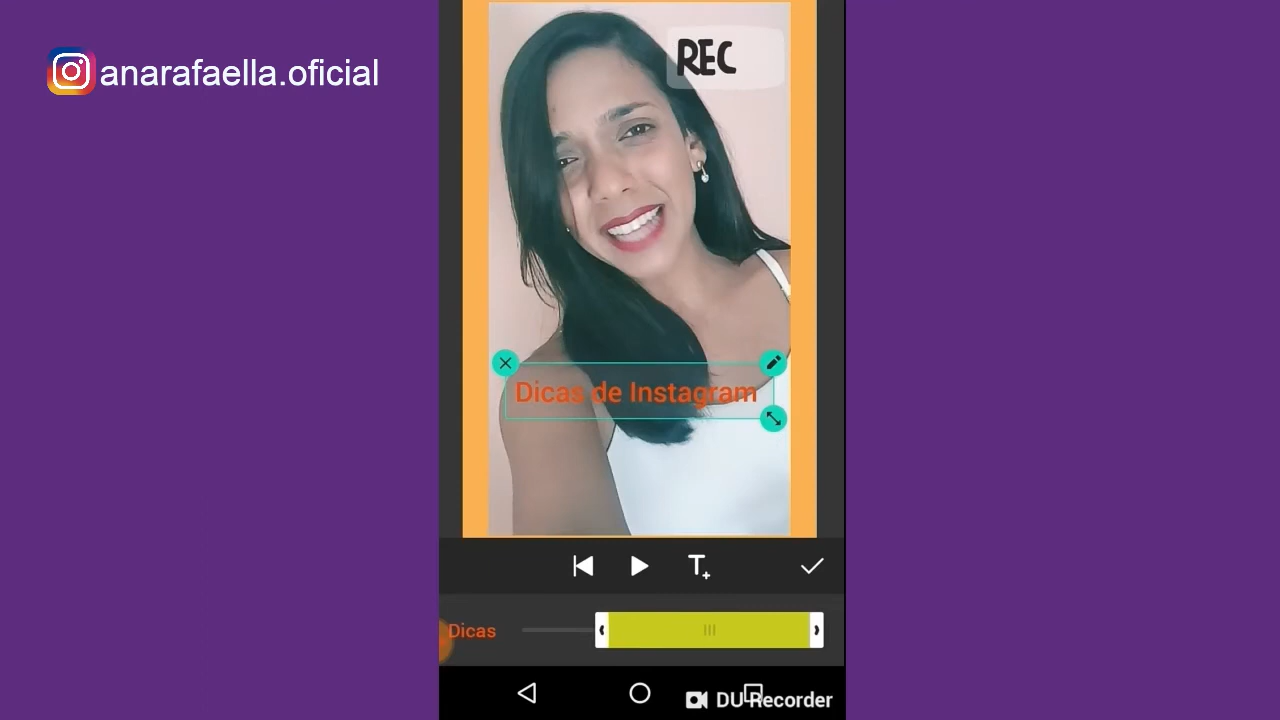 anarafaella.oficial
REC
Dicas de Instagram
T+
Dicas
DU Recorder